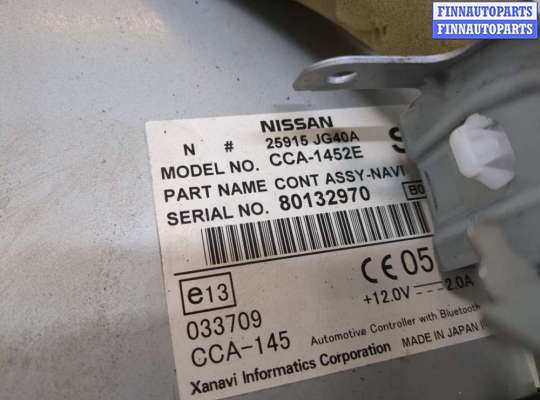 FINNAUTOPARTS
FINNAUTOPARTS
NISSAN
N # 25915 JG40A
MODEL NO. CCA-1452E
PART NAME CONT ASSY-NAVI
SERIAL NO. 80132970
e13
CE 05
+12.0V 2.0A
033709
CCA-145
Automotive Controller with Bluetooth
Xanavi Informatics Corporation MADE IN JAPAN